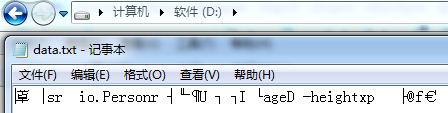 计算机 ▸ 软件 (D:) ▸
data.txt - 记事本
文件(F) 编辑(E) 格式(O) 查看(V) 帮助(H)
sr io.Personr ┤ ╙ ¶U ┐ ┐I └ageD ─heightxp ├@f€